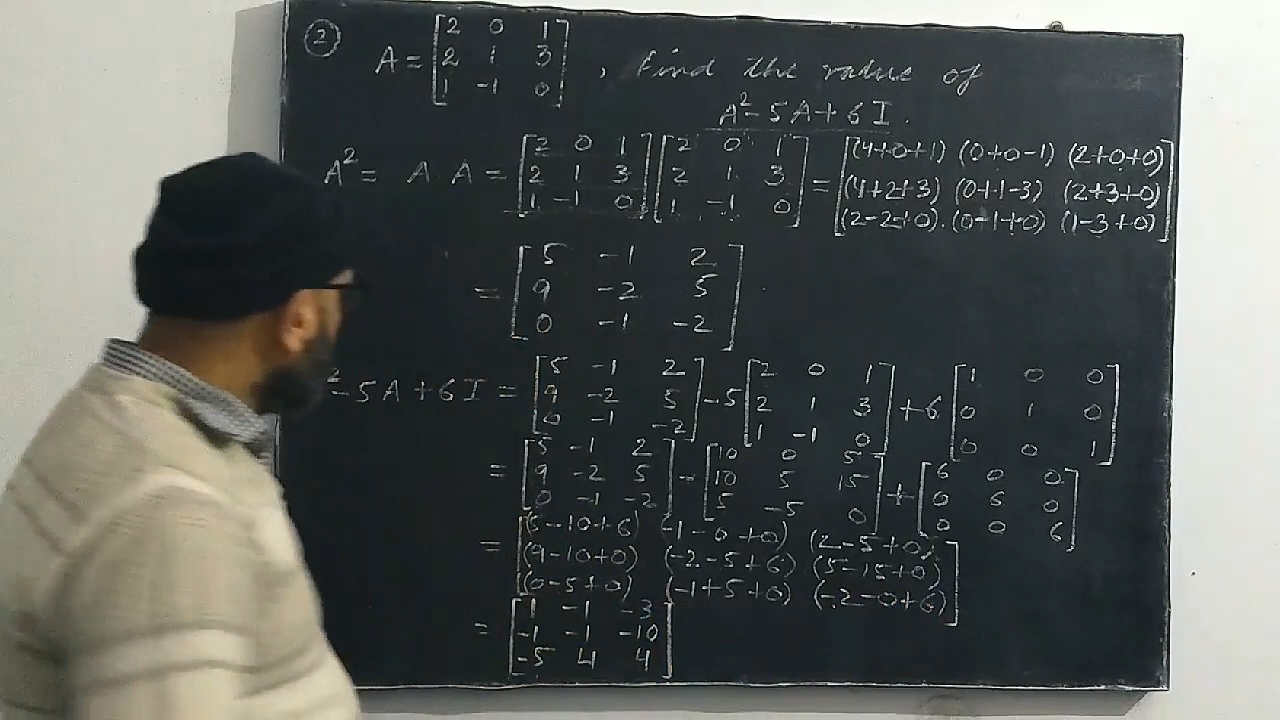 ② A = [2 0 1
2 1 3
1 -1 0] , Find the value of
A² - 5A + 6I .
A² = A A = [2 0 1 [2 0 1 = [(4+0+1) (0+0-1) (2+0+0)
2 1 3 2 1 3 (4+2+3) (0+1-3) (2+3+0)
1 -1 0] 1 -1 0] (2-2+0) (0-1+0) (1-3+0)]
= [5 -1 2
9 -2 5
0 -1 -2]
² - 5A + 6I = [5 -1 2 - 5 [2 0 1 + 6 [1 0 0
9 -2 5 2 1 3 0 1 0
0 -1 -2] 1 -1 0] 0 0 1]
= [5 -1 2 - [10 0 5 + [6 0 0
9 -2 5 10 5 15 0 6 0
0 -1 -2] 5 -5 0] 0 0 6]
= [(5-10+6) (-1-0+0) (2-5+0)
(9-10+0) (-2-5+6) (5-15+0)
(0-5+0) (-1+5+0) (-2-0+6)]
= [1 -1 -3
-1 -1 -10
-5 4 4]